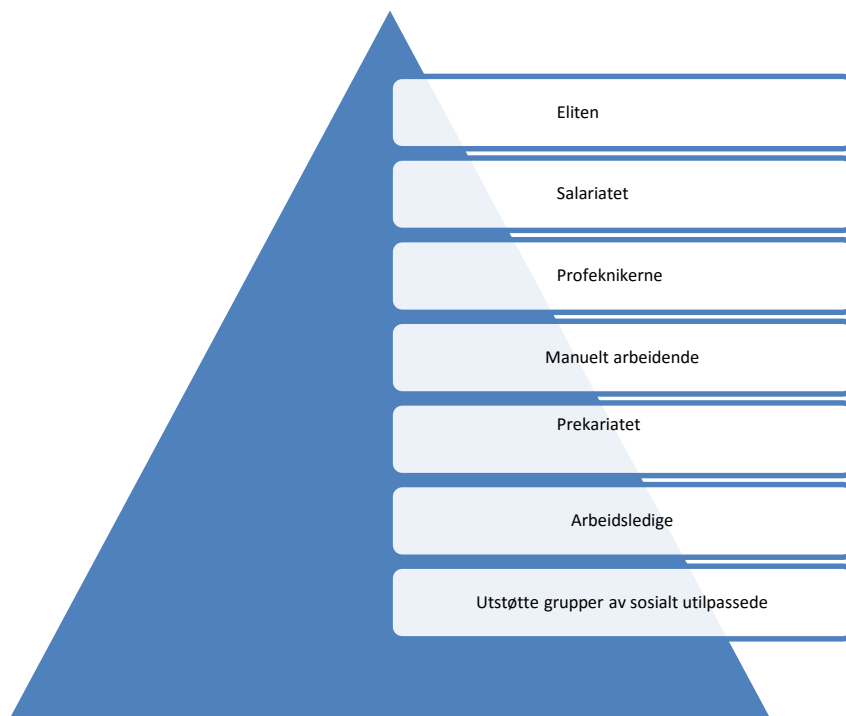 Eliten
Salariatet
Profeknikerne
Manuelt arbeidende
Prekariatet
Arbeidsledige
Utstøtte grupper av sosialt utilpassede